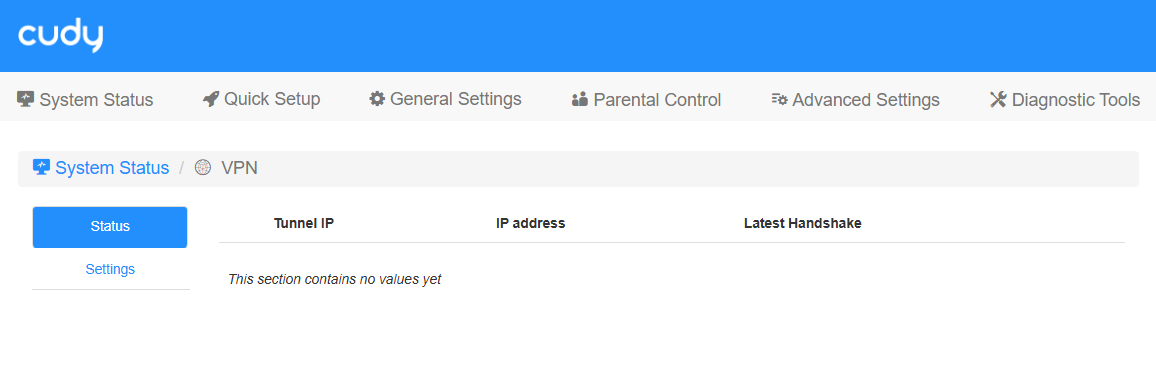 cudy
System Status Quick Setup General Settings Parental Control Advanced Settings Diagnostic Tools
System Status / VPN
Status
Settings
Tunnel IP IP address Latest Handshake
This section contains no values yet